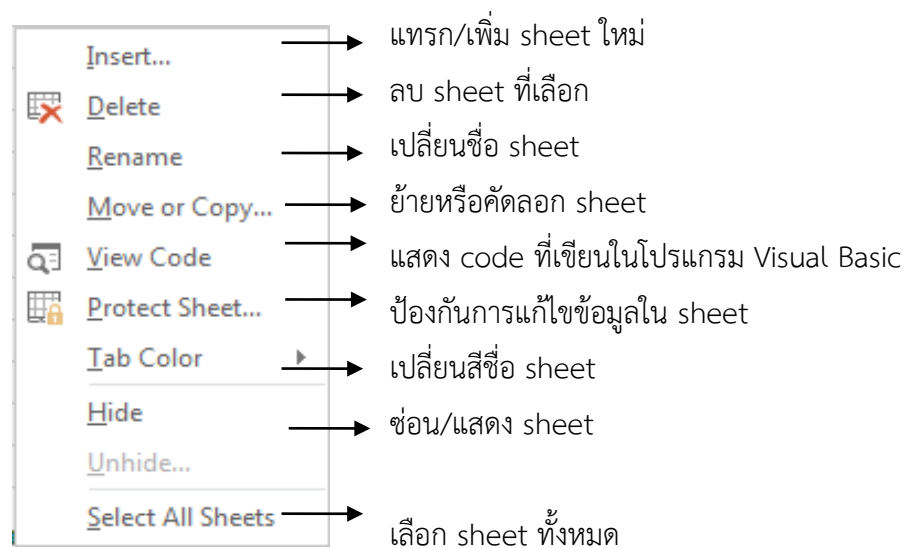 Insert... แทรก/เพิ่ม sheet ใหม่
Delete ลบ sheet ที่เลือก
Rename เปลี่ยนชื่อ sheet
Move or Copy... ย้ายหรือคัดลอก sheet
View Code แสดง code ที่เขียนในโปรแกรม Visual Basic
Protect Sheet... ป้องกันการแก้ไขข้อมูลใน sheet
Tab Color เปลี่ยนสีชื่อ sheet
Hide ซ่อน/แสดง sheet
Unhide...
Select All Sheets เลือก sheet ทั้งหมด